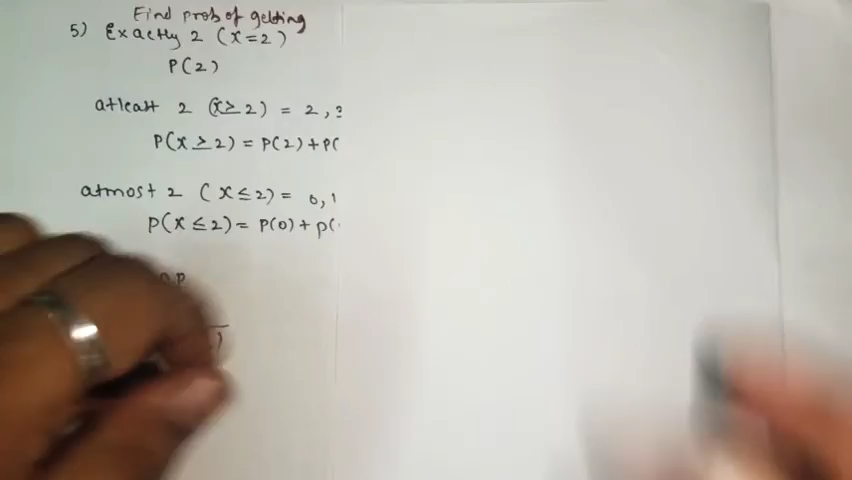 Find prob of getting
5) Exactly 2 (x=2)
P(2)
atleast 2 (x≥2) = 2,
P(x≥2) = P(2)+P(
atmost 2 (x≤2) = 0,1
P(x≤2) = P(0)+p(